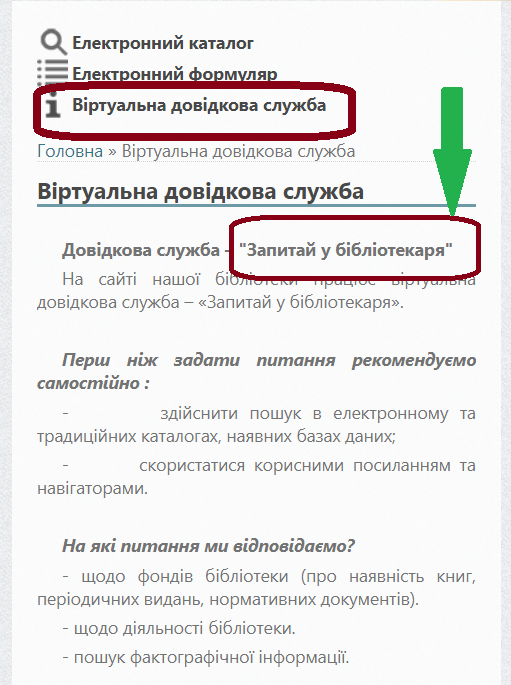 Електронний каталог
Електронний формуляр
Віртуальна довідкова служба
Головна » Віртуальна довідкова служба
Віртуальна довідкова служба
Довідкова служба - "Запитай у бібліотекаря"
На сайті нашої бібліотеки працює віртуальна
довідкова служба – «Запитай у бібліотекаря».
Перш ніж задати питання рекомендуємо
самостійно :
- здійснити пошук в електронному та
традиційних каталогах, наявних базах даних;
- скористатися корисними посиланням та
навігаторами.
На які питання ми відповідаємо?
- щодо фондів бібліотеки (про наявність книг,
періодичних видань, нормативних документів).
- щодо діяльності бібліотеки.
- пошук фактографічної інформації.